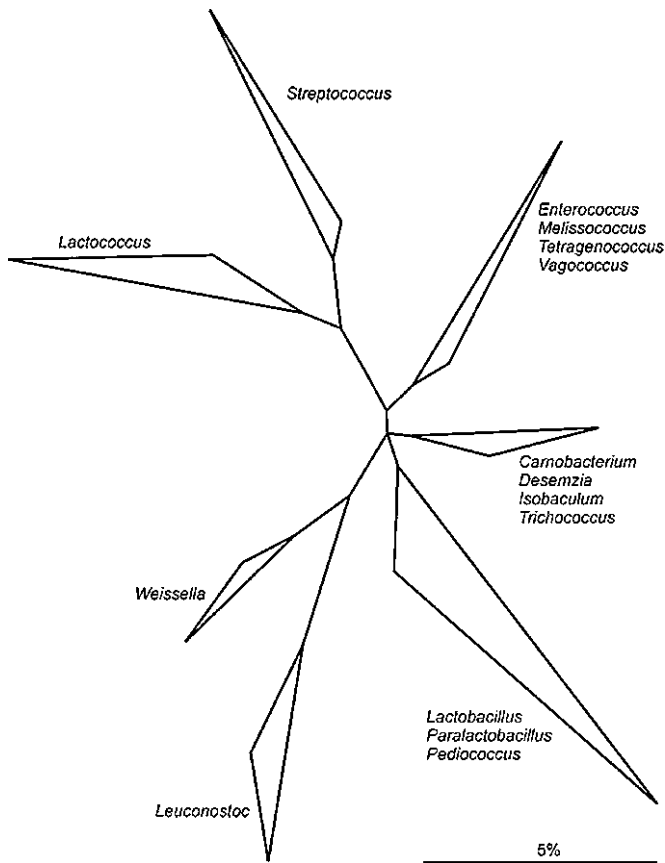 Streptococcus
Enterococcus
Melissococcus
Tetragenococcus
Vagococcus
Lactococcus
Carnobacterium
Desemzia
Isobaculum
Trichococcus
Weissella
Lactobacillus
Paralactobacillus
Pediococcus
Leuconostoc
5%